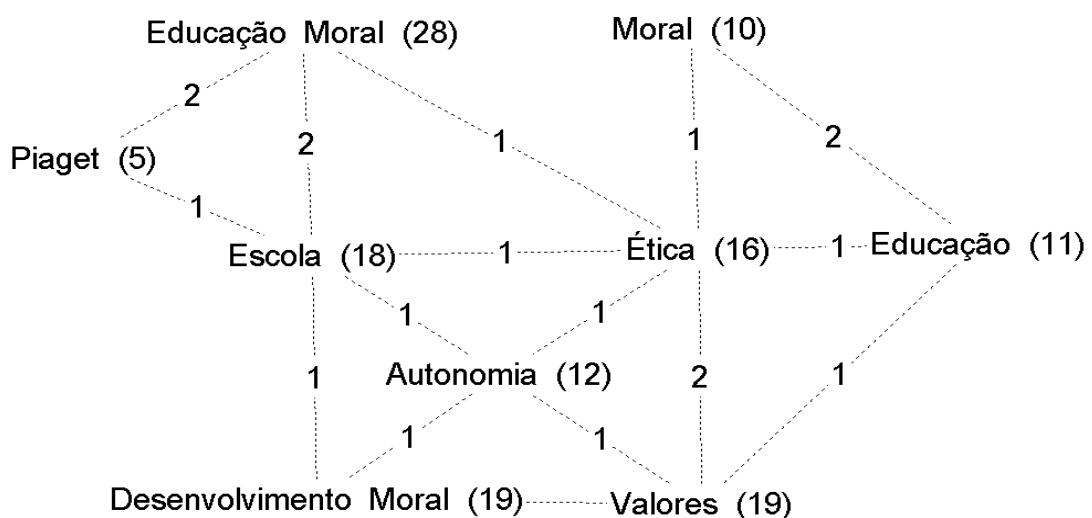 Educação Moral (28)
Moral (10)
2
2
1
1
2
Piaget (5)
1
Escola (18)
1
Ética (16)
1
Educação (11)
1
1
1
Autonomia (12)
2
1
1
1
Desenvolvimento Moral (19)
Valores (19)